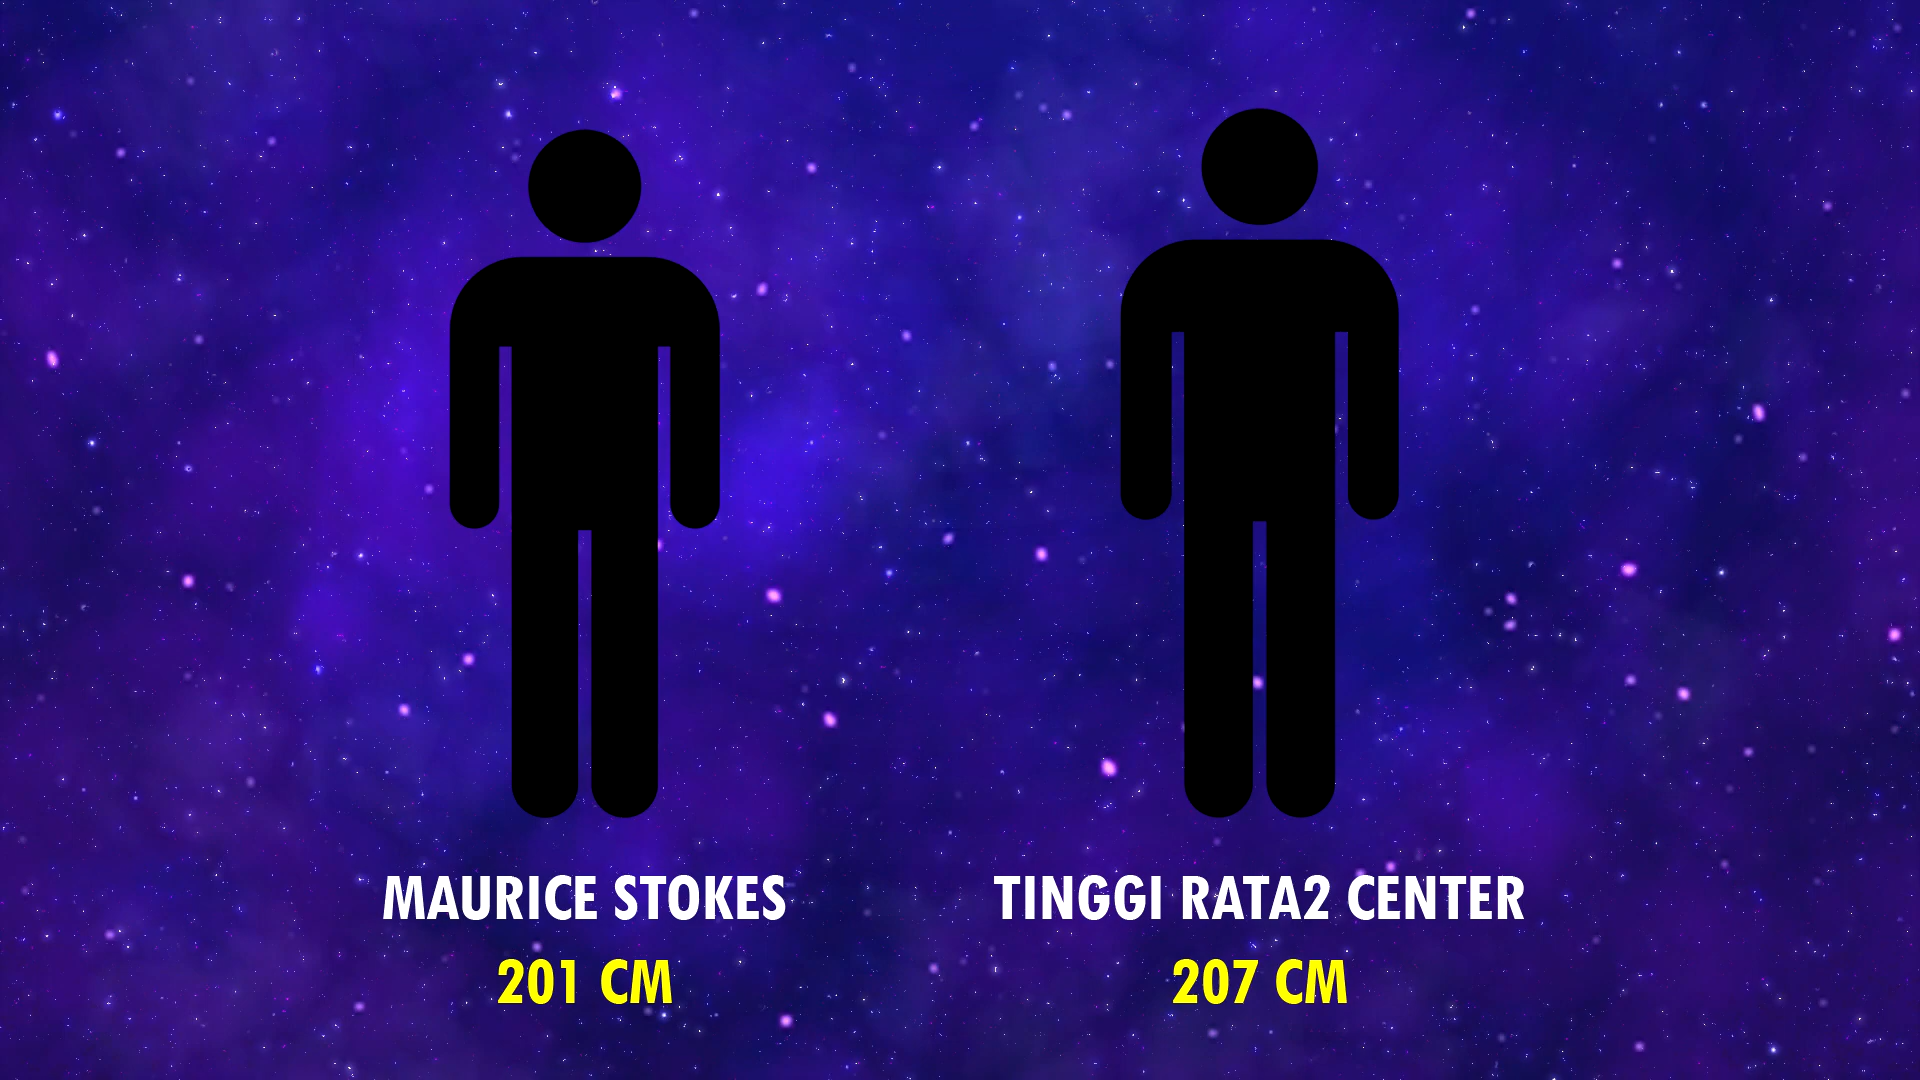 MAURICE STOKES
201 CM
TINGGI RATA2 CENTER
207 CM